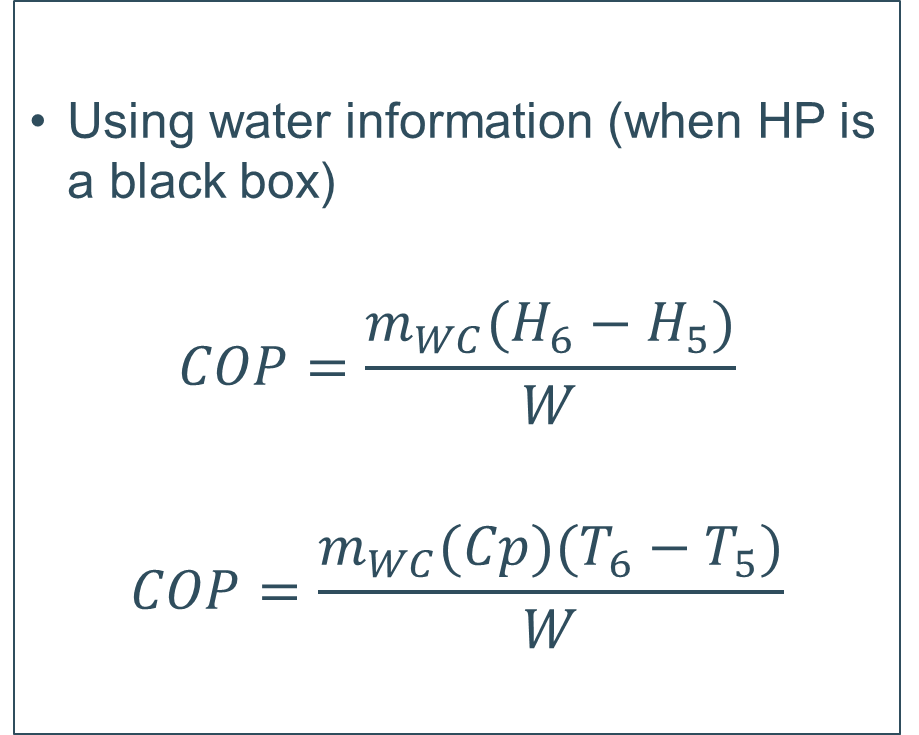 • Using water information (when HP is
a black box)
COP = m_WC(H_6 − H_5) / W
COP = m_WC(Cp)(T_6 − T_5) / W